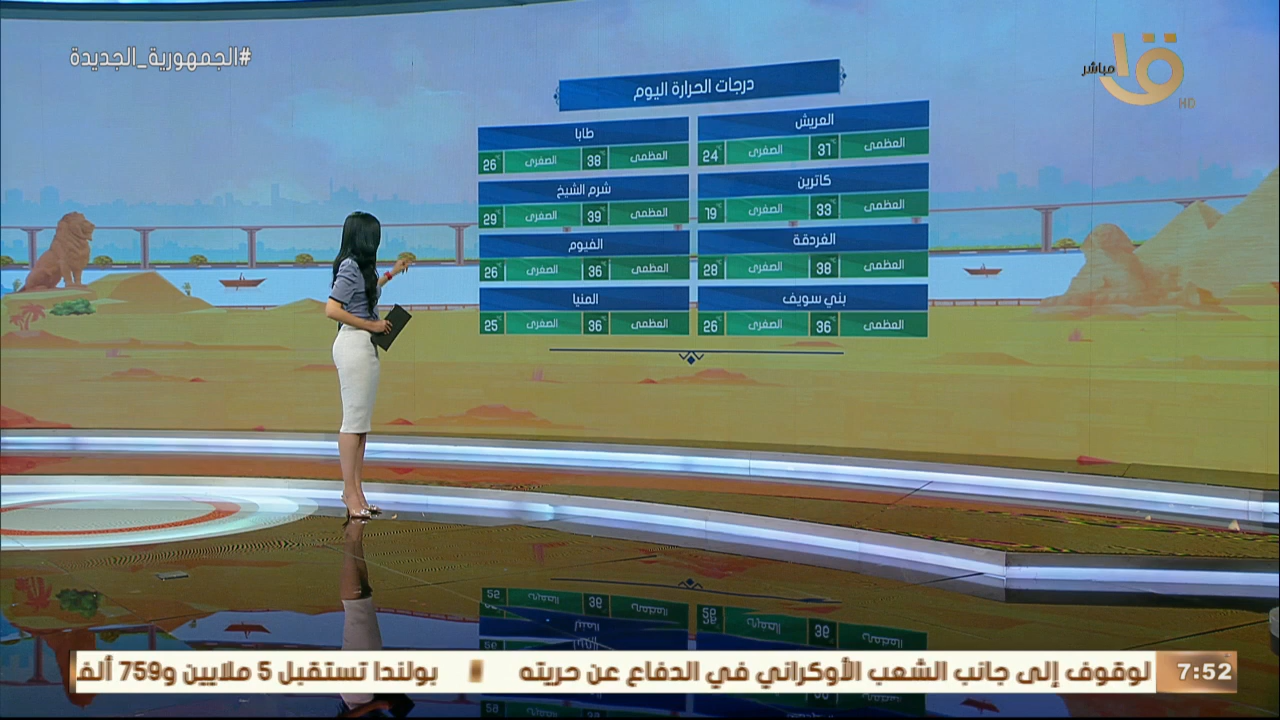 #الجمهورية_الجديدة
مباشر
HD
درجات الحرارة اليوم
العريش
العظمى 31 الصغرى 24
طابا
العظمى 38 الصغرى 26
كاترين
العظمى 33 الصغرى 19
شرم الشيخ
العظمى 39 الصغرى 29
الغردقة
العظمى 38 الصغرى 28
الفيوم
العظمى 36 الصغرى 26
بني سويف
العظمى 36 الصغرى 26
المنيا
العظمى 36 الصغرى 25
7:52 لوقوف إلى جانب الشعب الأوكراني في الدفاع عن حريته بولندا تستقبل 5 ملايين و759 ألف